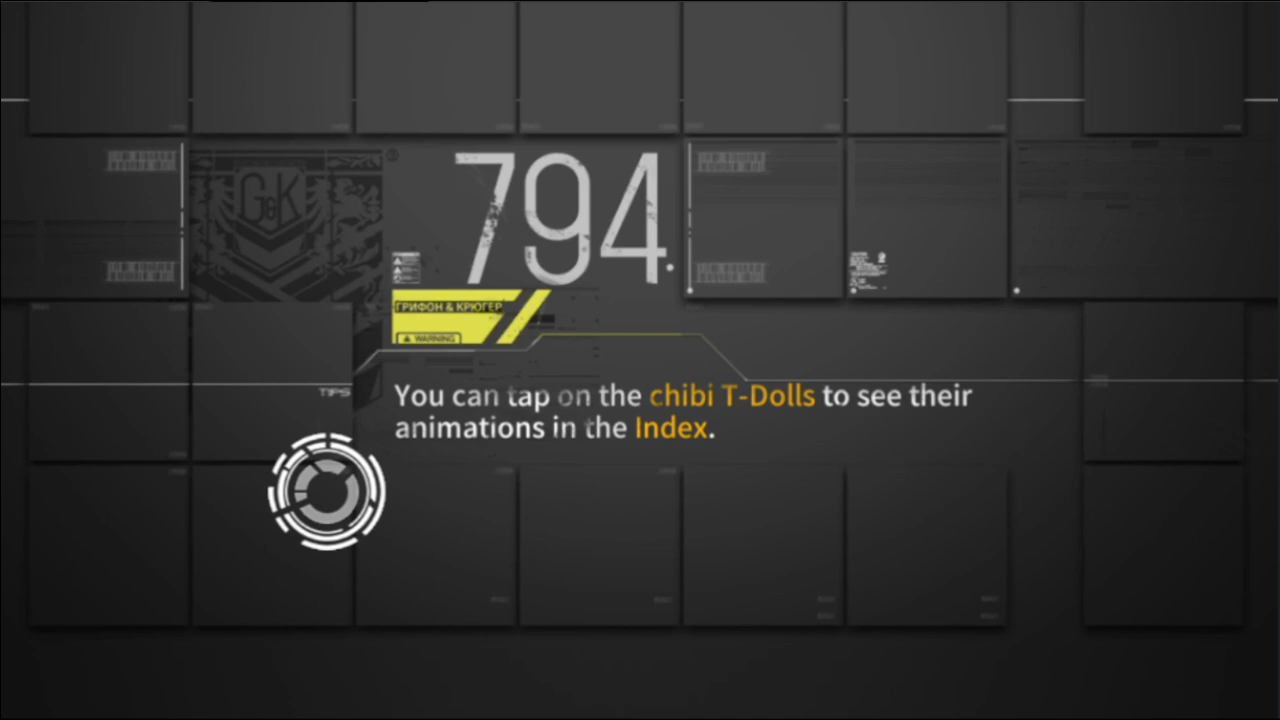 G&K
794.
ГРИФОН & КРЮГЕР
WARNING
TIPS
You can tap on the chibi T-Dolls to see their
animations in the Index.